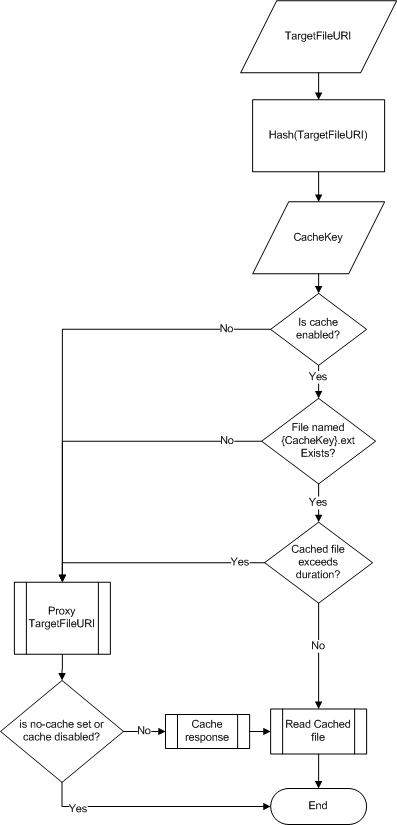 TargetFileURI
Hash(TargetFileURI)
CacheKey
Is cache
enabled?
No
Yes
File named
{CacheKey}.ext
Exists?
No
Yes
Cached file
exceeds
duration?
Yes
No
Proxy
TargetFileURI
is no-cache set or
cache disabled?
No
Cache
response
Read Cached
file
Yes
End